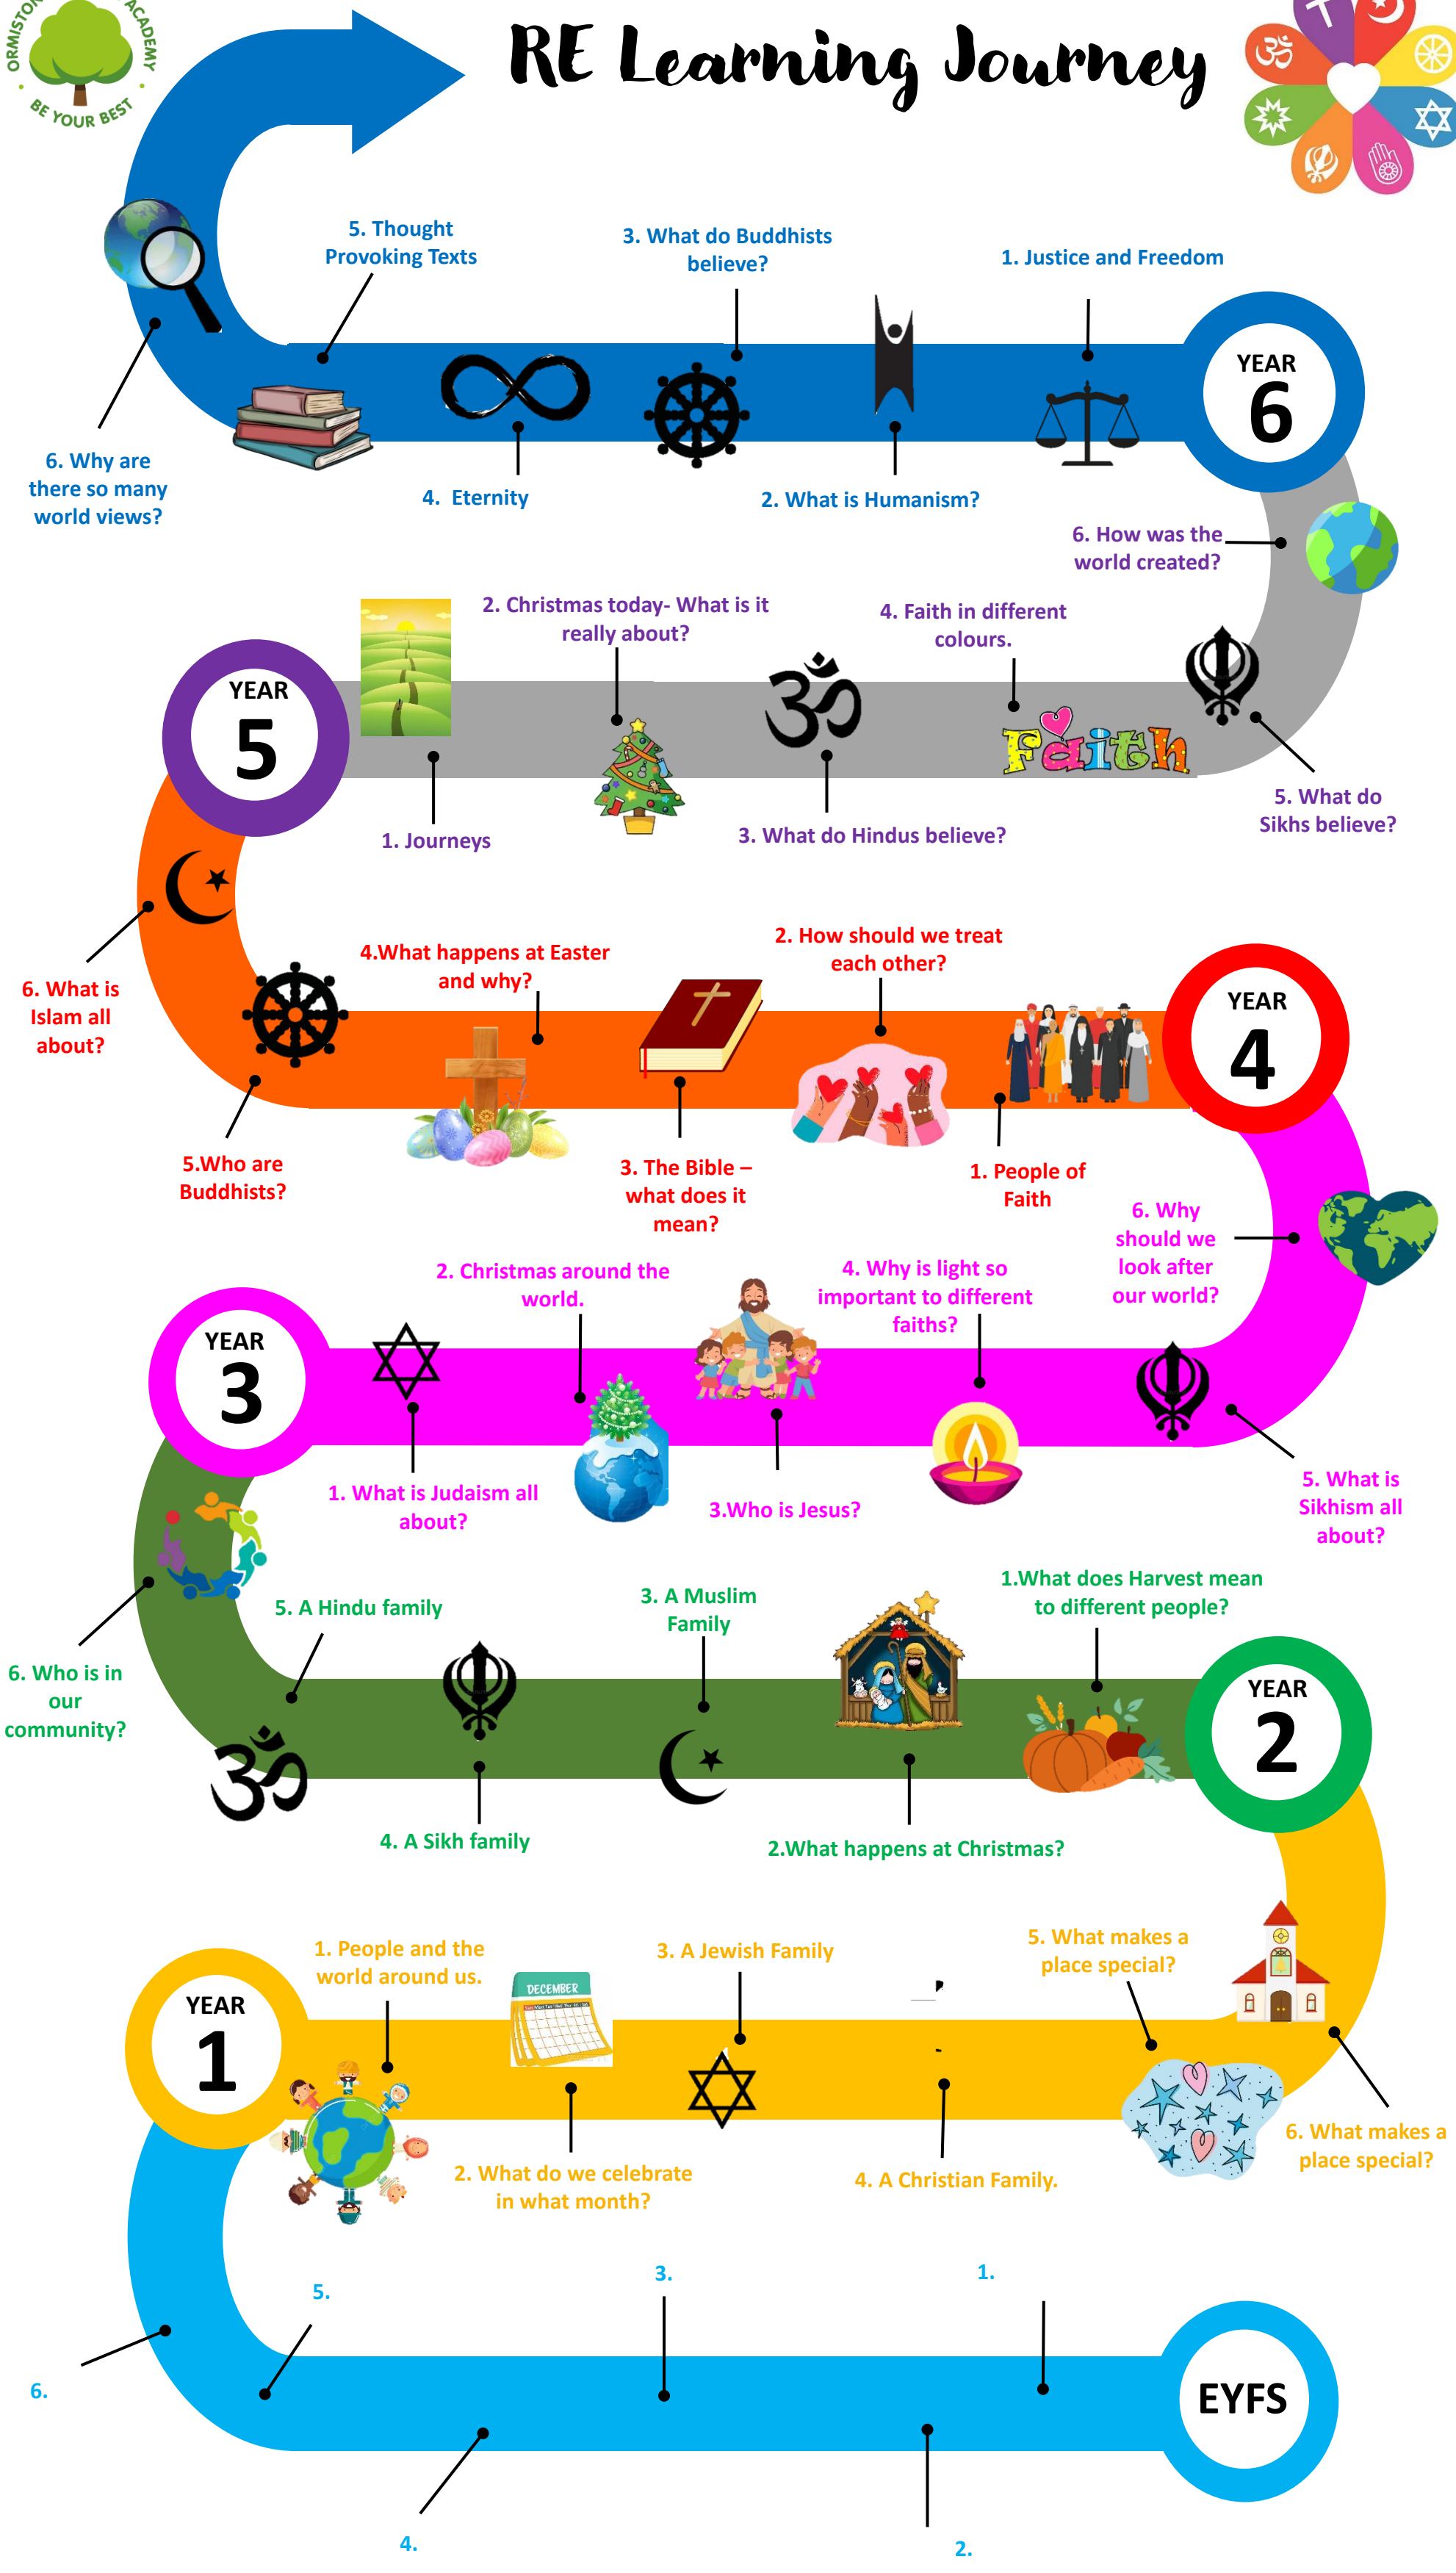 ORMISTON
ACADEMY
BE YOUR BEST
RE Learning Journey
5. Thought
Provoking Texts
3. What do Buddhists
believe?
1. Justice and Freedom
YEAR
6
6. Why are
there so many
world views?
4. Eternity
2. What is Humanism?
6. How was the
world created?
2. Christmas today- What is it
really about?
4. Faith in different
colours.
YEAR
5
Faith
1. Journeys
3. What do Hindus believe?
5. What do
Sikhs believe?
4.What happens at Easter
and why?
2. How should we treat
each other?
6. What is
Islam all
about?
YEAR
4
5.Who are
Buddhists?
3. The Bible –
what does it
mean?
1. People of
Faith
6. Why
should we
look after
our world?
2. Christmas around the
world.
4. Why is light so
important to different
faiths?
YEAR
3
1. What is Judaism all
about?
3.Who is Jesus?
5. What is
Sikhism all
about?
5. A Hindu family
3. A Muslim
Family
1.What does Harvest mean
to different people?
6. Who is in
our
community?
YEAR
2
4. A Sikh family
2.What happens at Christmas?
1. People and the
world around us.
3. A Jewish Family
5. What makes a
place special?
DECEMBER
YEAR
1
2. What do we celebrate
in what month?
4. A Christian Family.
6. What makes a
place special?
5.
3.
1.
6.
EYFS
4.
2.